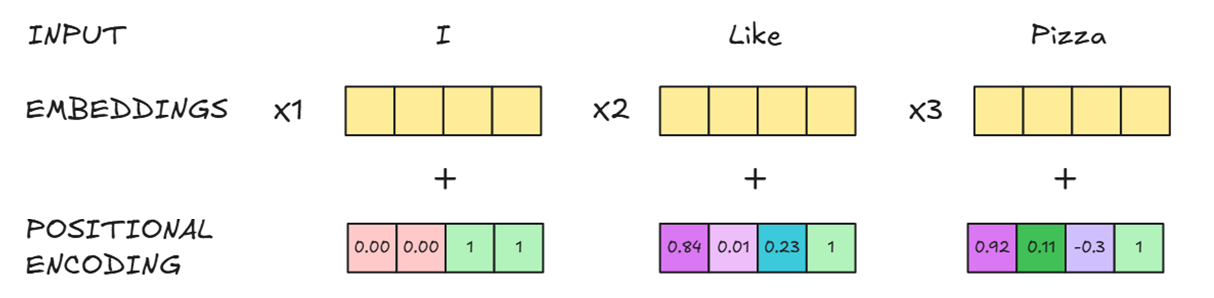 INPUT I Like Pizza
EMBEDDINGS X1 X2 X3
+ + +
POSITIONAL
ENCODING
0.00 0.00 1 1 0.84 0.01 0.23 1 0.92 0.11 -0.3 1